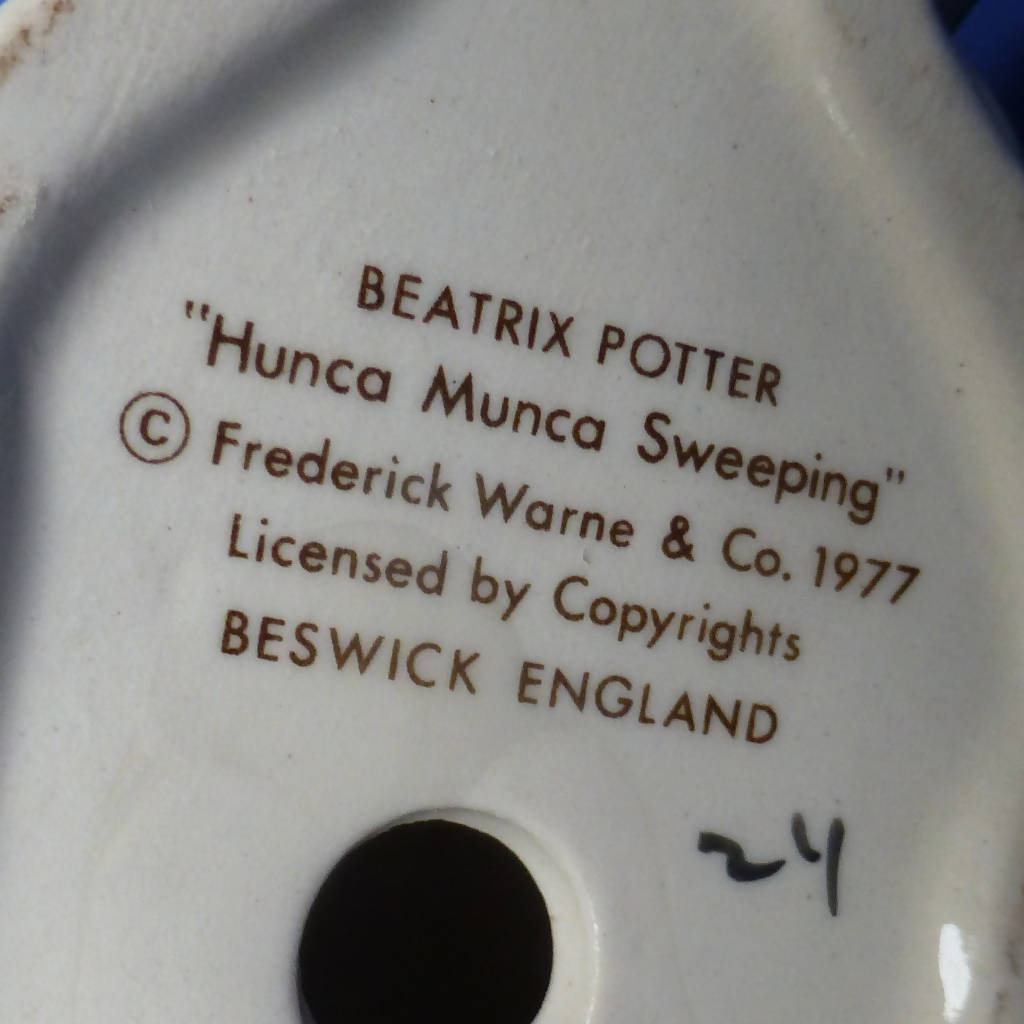 BEATRIX POTTER
"Hunca Munca Sweeping"
© Frederick Warne & Co. 1977
Licensed by Copyrights
BESWICK ENGLAND
24